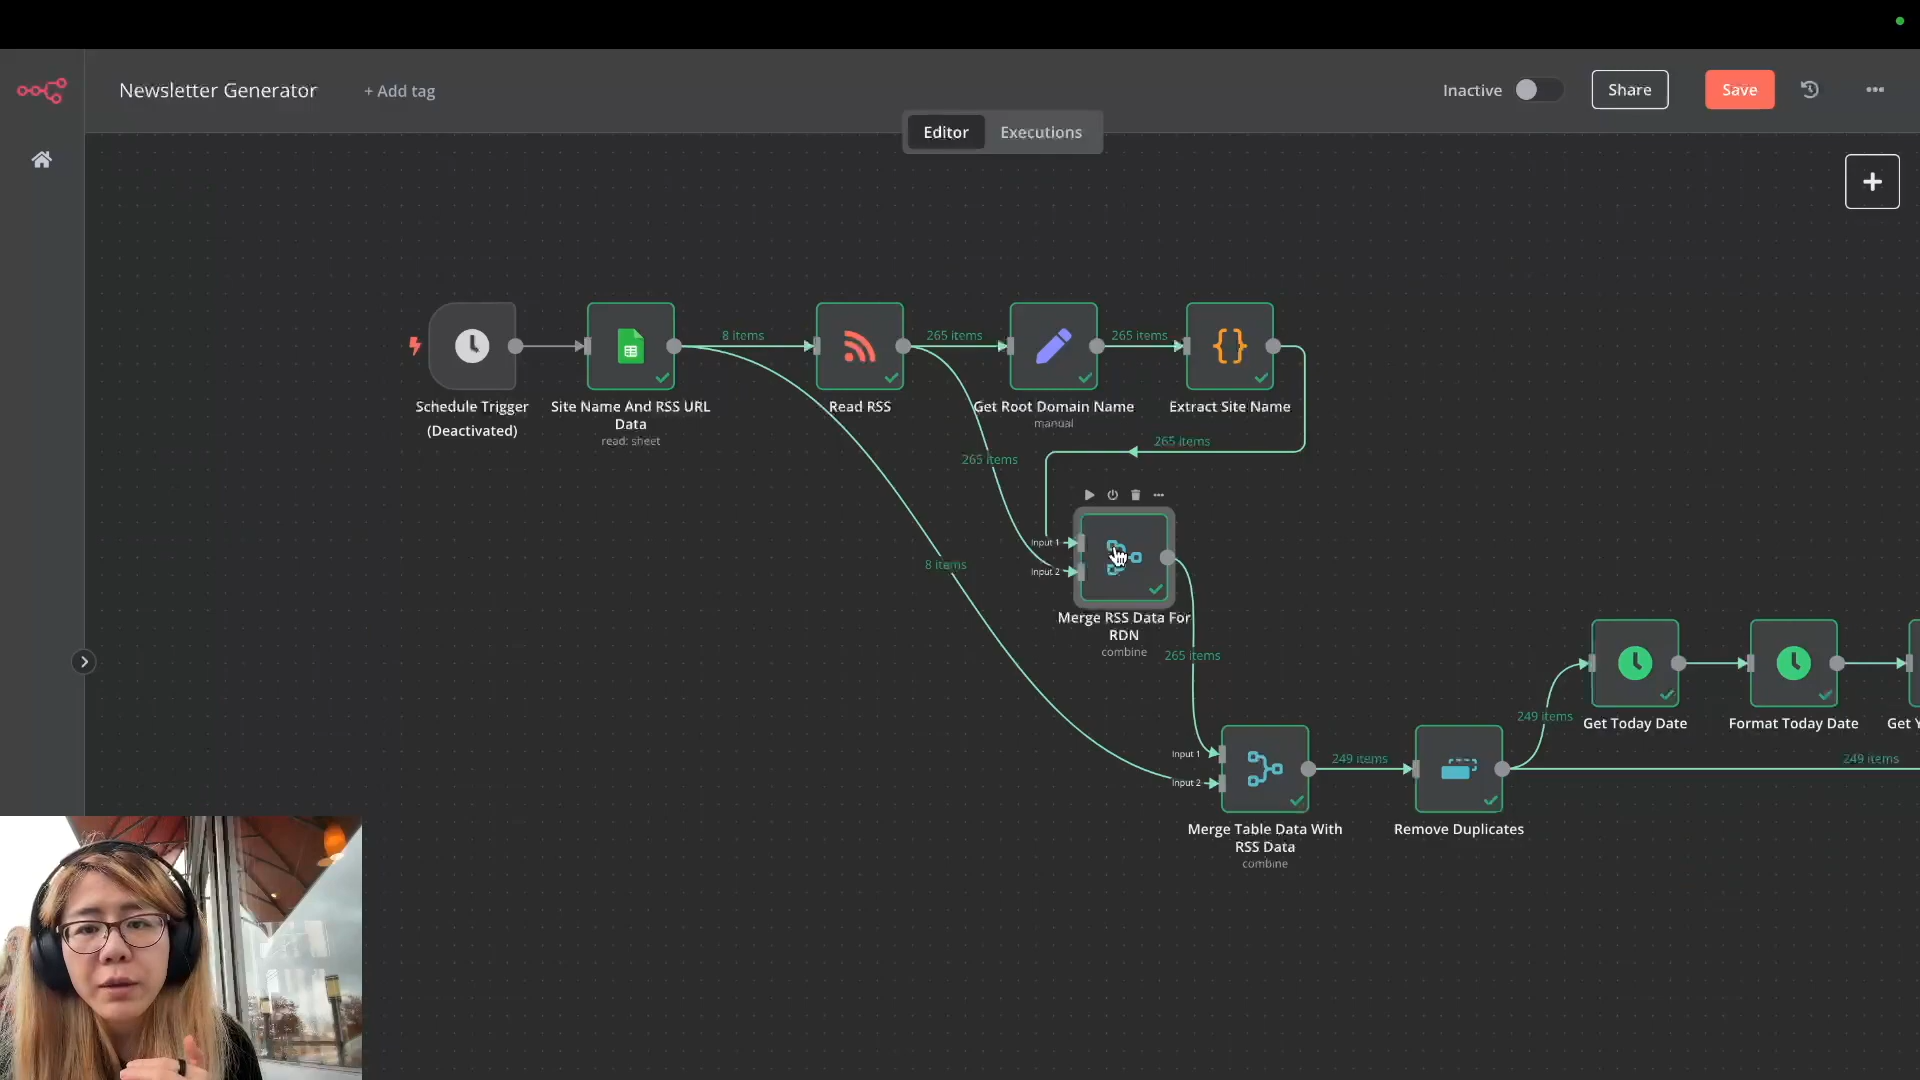 Newsletter Generator
+ Add tag
Inactive
Share
Save
Editor
Executions
8 items
265 items
265 items
Schedule Trigger
(Deactivated)
Site Name And RSS URL
Data
read: sheet
Read RSS
Get Root Domain Name
manual
Extract Site Name
265 items
265 items
Input 1
Input 2
8 items
Merge RSS Data For
RDN
combine
265 items
249 items
Get Today Date
Format Today Date
Get Y
Input 1
Input 2
249 items
249 items
Merge Table Data With
RSS Data
combine
Remove Duplicates